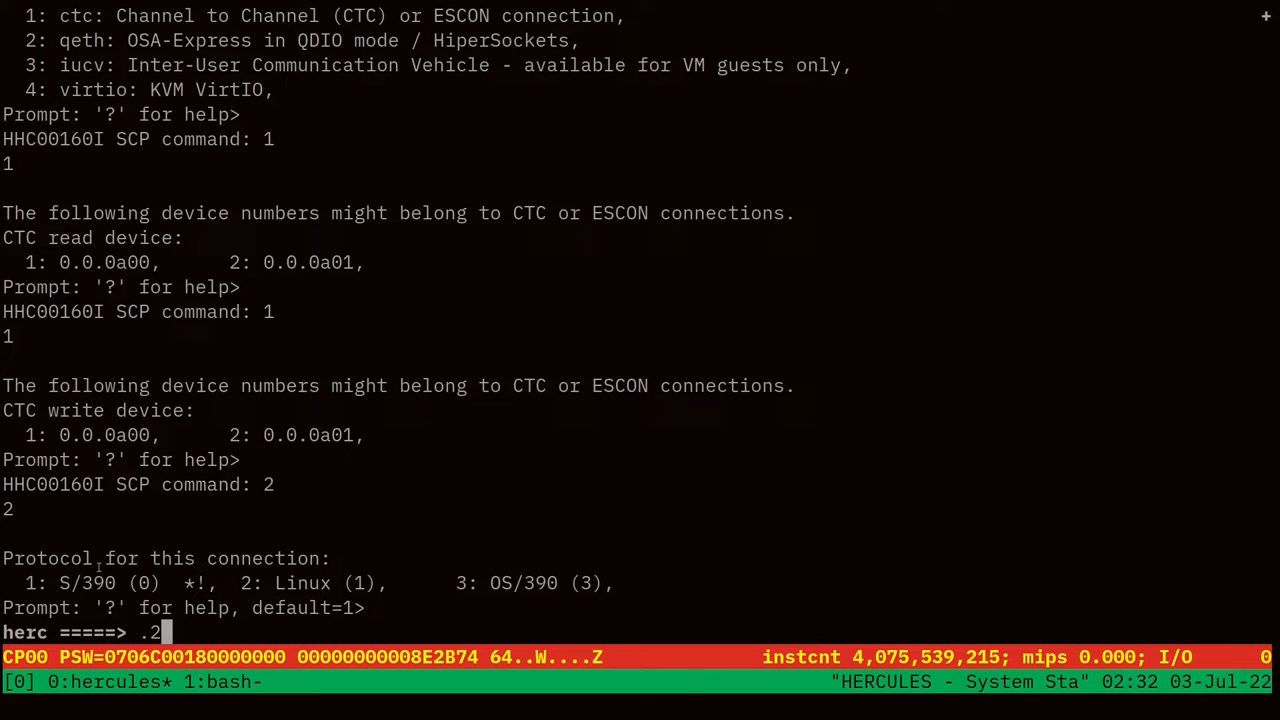 1: ctc: Channel to Channel (CTC) or ESCON connection, +
2: qeth: OSA-Express in QDIO mode / HiperSockets,
3: iucv: Inter-User Communication Vehicle - available for VM guests only,
4: virtio: KVM VirtIO,
Prompt: '?' for help>
HHC00160I SCP command: 1
1
The following device numbers might belong to CTC or ESCON connections.
CTC read device:
1: 0.0.0a00, 2: 0.0.0a01,
Prompt: '?' for help>
HHC00160I SCP command: 1
1
The following device numbers might belong to CTC or ESCON connections.
CTC write device:
1: 0.0.0a00, 2: 0.0.0a01,
Prompt: '?' for help>
HHC00160I SCP command: 2
2
Protocol for this connection:
1: S/390 (0) *!, 2: Linux (1), 3: OS/390 (3),
Prompt: '?' for help, default=1>
herc =====> .2
CP00 PSW=0706C00180000000 00000000008E2B74 64..W....Z instcnt 4,075,539,215; mips 0.000; I/O 0
[0] 0:hercules* 1:bash- "HERCULES - System Sta" 02:32 03-Jul-22